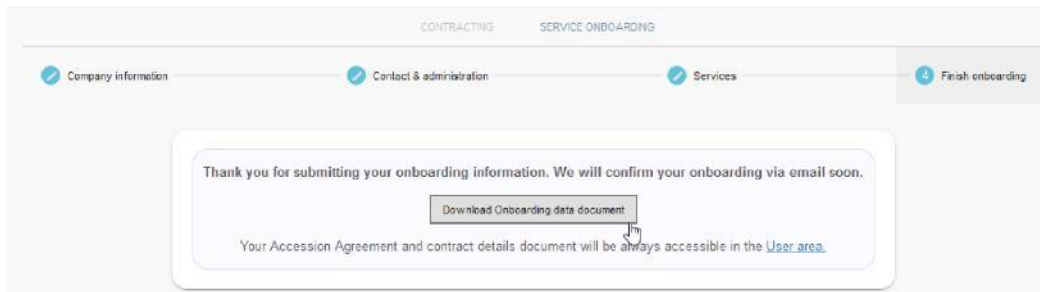 CONTRACTING SERVICE ONBOARDING
Company information Contact & administration Services 4 Finish onboarding
Thank you for submitting your onboarding information. We will confirm your onboarding via email soon.
Download Onboarding data document
Your Accession Agreement and contract details document will be always accessible in the User area.